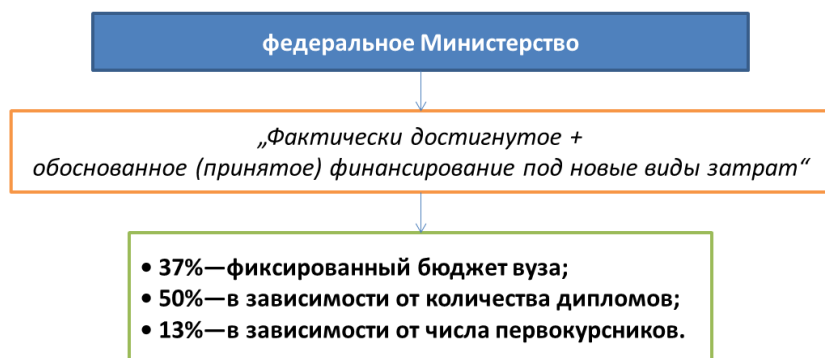 федеральное Министерство
„Фактически достигнутое +
обоснованное (принятое) финансирование под новые виды затрат“
• 37%—фиксированный бюджет вуза;
• 50%—в зависимости от количества дипломов;
• 13%—в зависимости от числа первокурсников.